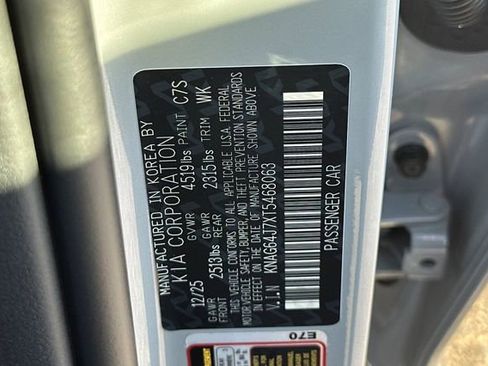 MANUFACTURED IN KOREA BY
KIA CORPORATION
12/25 GVWR 4519lbs PAINT C7S
GAWR FRONT 2513lbs GAWR REAR 2315lbs TRIM WK
THIS VEHICLE CONFORMS TO ALL APPLICABLE U.S.A. FEDERAL
MOTOR VEHICLE SAFETY, BUMPER, AND THEFT PREVENTION STANDARDS
IN EFFECT ON THE DATE OF MANUFACTURE SHOWN ABOVE
V.I.N KNAG64J7XT5468063
PASSENGER CAR
E70